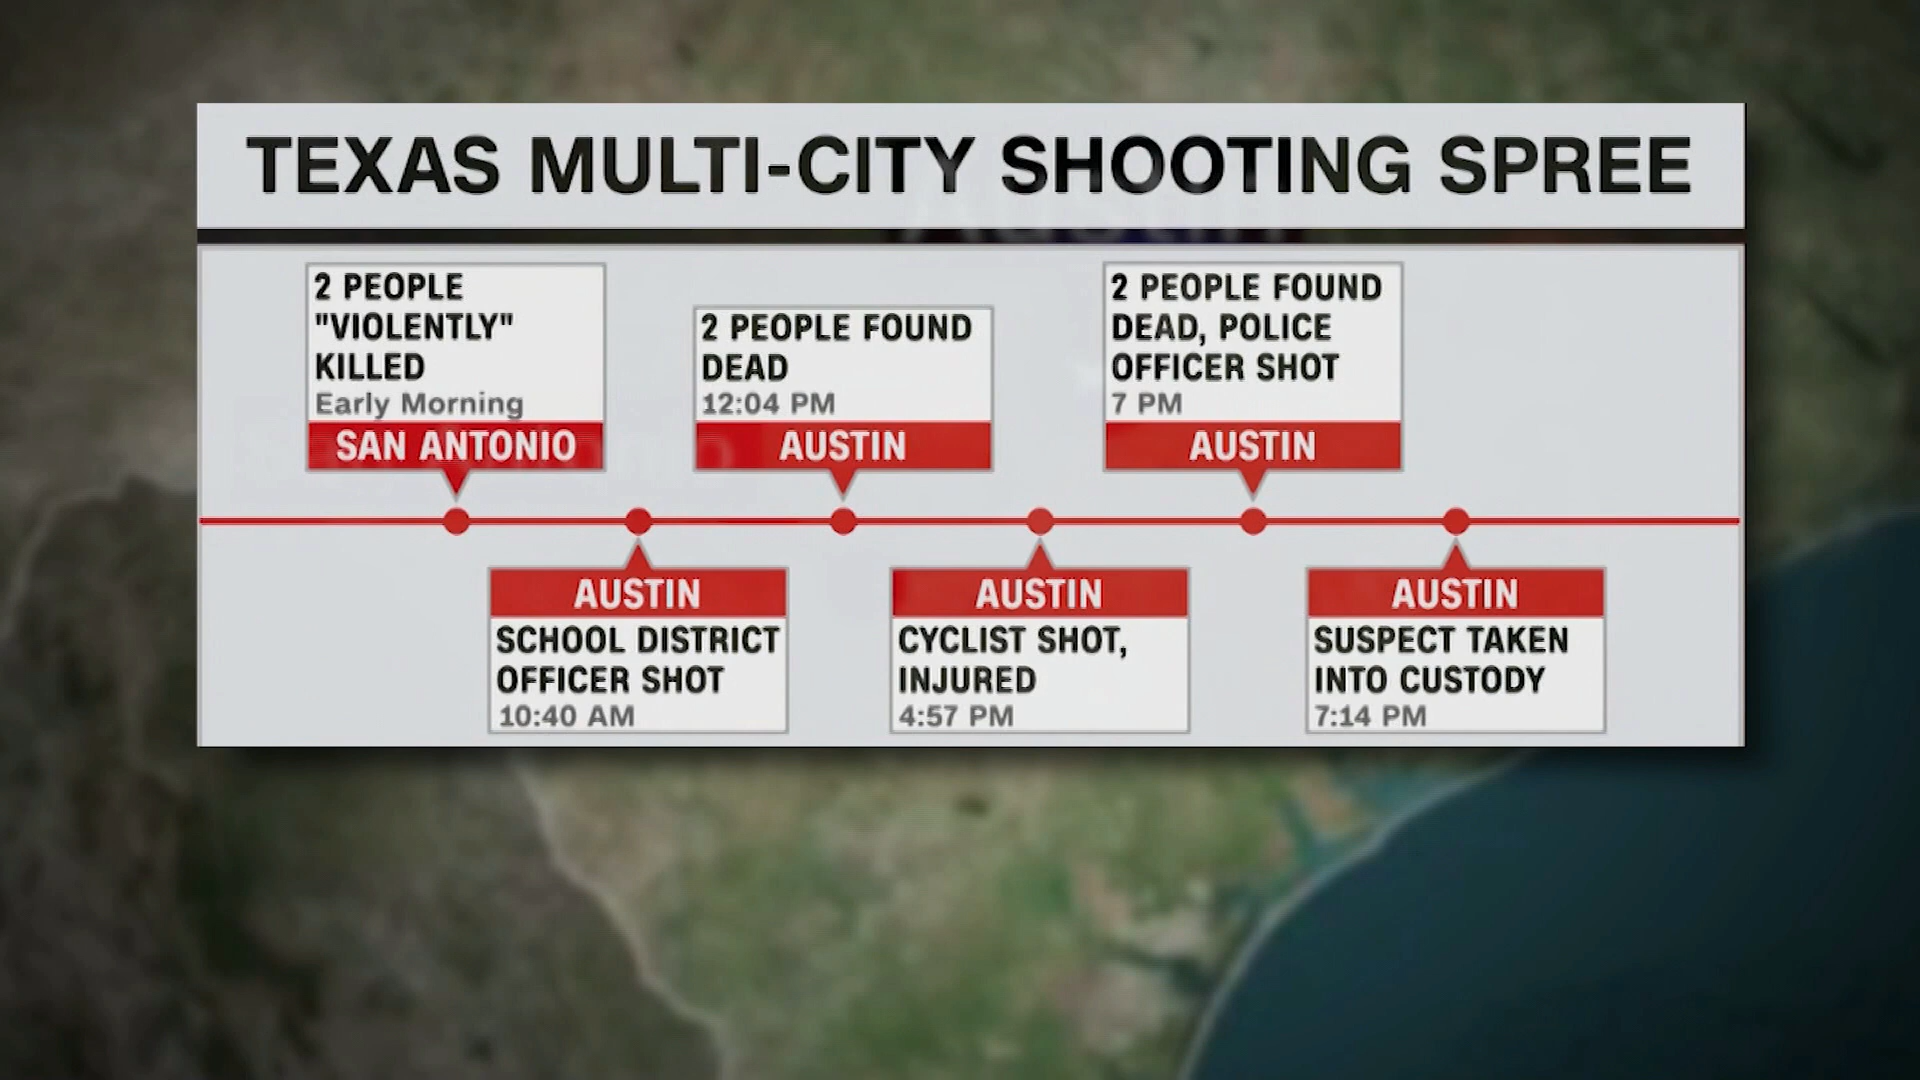 TEXAS MULTI-CITY SHOOTING SPREE
2 PEOPLE
"VIOLENTLY"
KILLED
Early Morning
SAN ANTONIO
AUSTIN
SCHOOL DISTRICT
OFFICER SHOT
10:40 AM
2 PEOPLE FOUND
DEAD
12:04 PM
AUSTIN
AUSTIN
CYCLIST SHOT,
INJURED
4:57 PM
2 PEOPLE FOUND
DEAD, POLICE
OFFICER SHOT
7 PM
AUSTIN
AUSTIN
SUSPECT TAKEN
INTO CUSTODY
7:14 PM